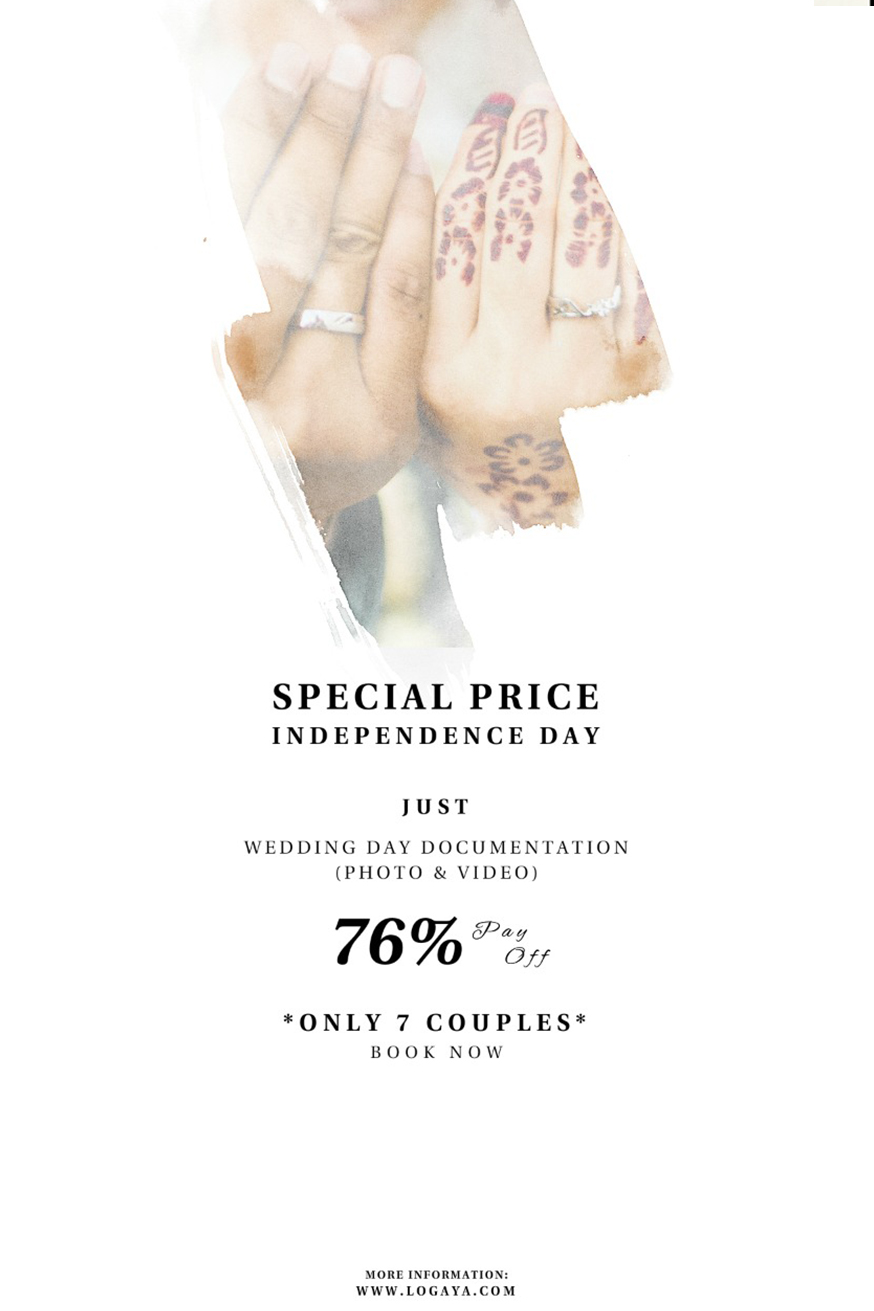 SPECIAL PRICE
INDEPENDENCE DAY
JUST
WEDDING DAY DOCUMENTATION
(PHOTO & VIDEO)
76% Pay Off
*ONLY 7 COUPLES*
BOOK NOW
MORE INFORMATION:
WWW.LOGAYA.COM